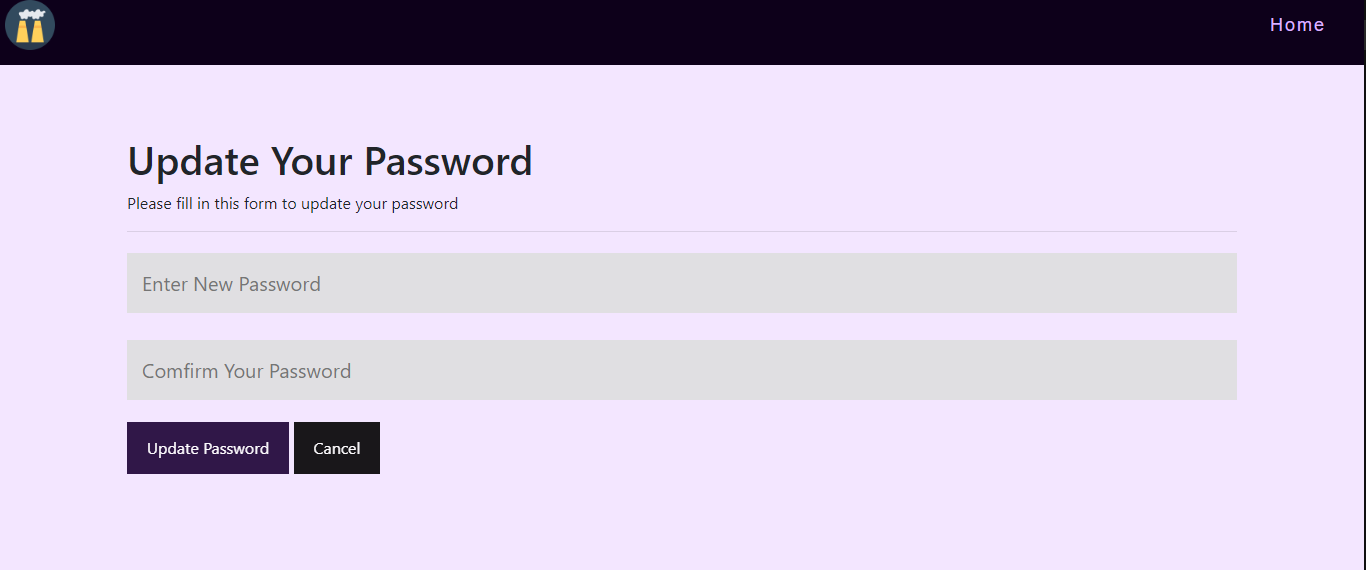 Home
Update Your Password
Please fill in this form to update your password
Enter New Password
Comfirm Your Password
Update Password
Cancel